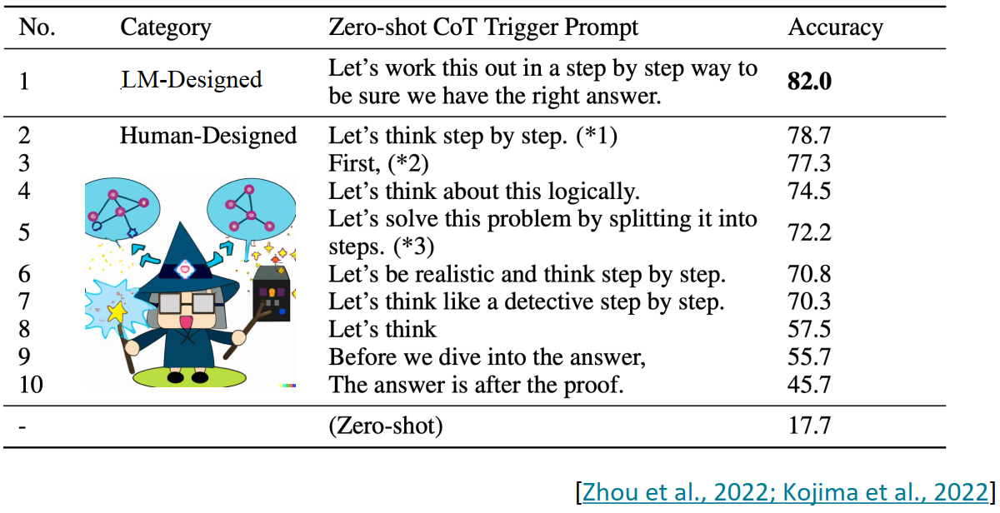 No. Category Zero-shot CoT Trigger Prompt Accuracy
1 LM-Designed Let's work this out in a step by step way to be sure we have the right answer. 82.0
2 Human-Designed Let's think step by step. (*1) 78.7
3 First, (*2) 77.3
4 Let's think about this logically. 74.5
5 Let's solve this problem by splitting it into steps. (*3) 72.2
6 Let's be realistic and think step by step. 70.8
7 Let's think like a detective step by step. 70.3
8 Let's think 57.5
9 Before we dive into the answer, 55.7
10 The answer is after the proof. 45.7
- (Zero-shot) 17.7
[Zhou et al., 2022; Kojima et al., 2022]